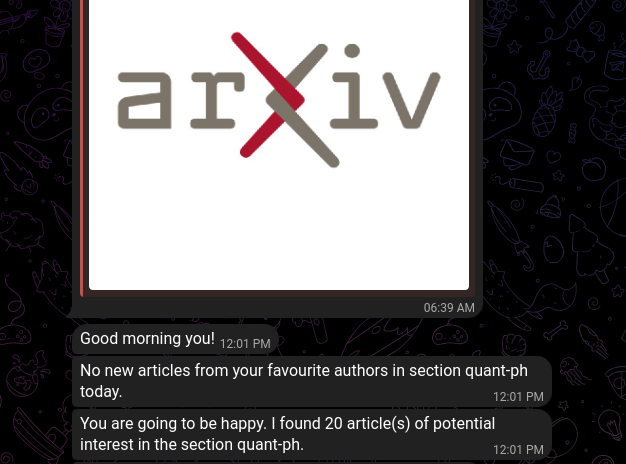 arXiv
06:39 AM
Good morning you! 12:01 PM
No new articles from your favourite authors in section quant-ph
today. 12:01 PM
You are going to be happy. I found 20 article(s) of potential
interest in the section quant-ph. 12:01 PM